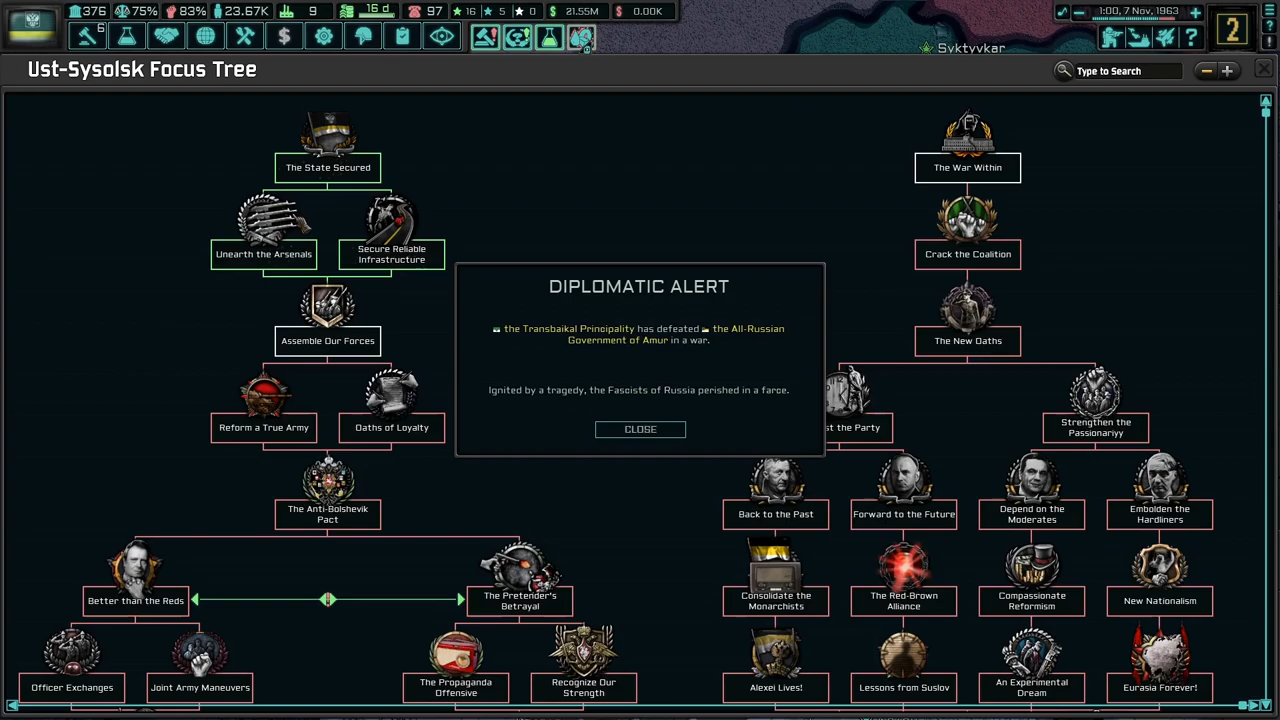 376 75% 83% 23.67K 9 16 d 97 16 5 0 $ 21.55M $ 0.00K 1:00, 7 Nov, 1963
6
2
Syktyvkar
Ust-Sysolsk Focus Tree
Type to Search
The State Secured
The War Within
Unearth the Arsenals
Secure Reliable
Infrastructure
Crack the Coalition
Assemble Our Forces
The New Oaths
DIPLOMATIC ALERT
the Transbaikal Principality has defeated the All-Russian
Government of Amur in a war.
Ignited by a tragedy, the Fascists of Russia perished in a farce.
CLOSE
Reform a True Army
Oaths of Loyalty
st the Party
Strengthen the
Passionariyy
The Anti-Bolshevik
Pact
Back to the Past
Forward to the Future
Depend on the
Moderates
Embolden the
Hardliners
Better than the Reds
The Pretender's
Betrayal
Consolidate the
Monarchists
The Red-Brown
Alliance
Compassionate
Reformism
New Nationalism
Officer Exchanges
Joint Army Maneuvers
The Propaganda
Offensive
Recognize Our
Strength
Alexei Lives!
Lessons from Suslov
An Experimental
Dream
Eurasia Forever!